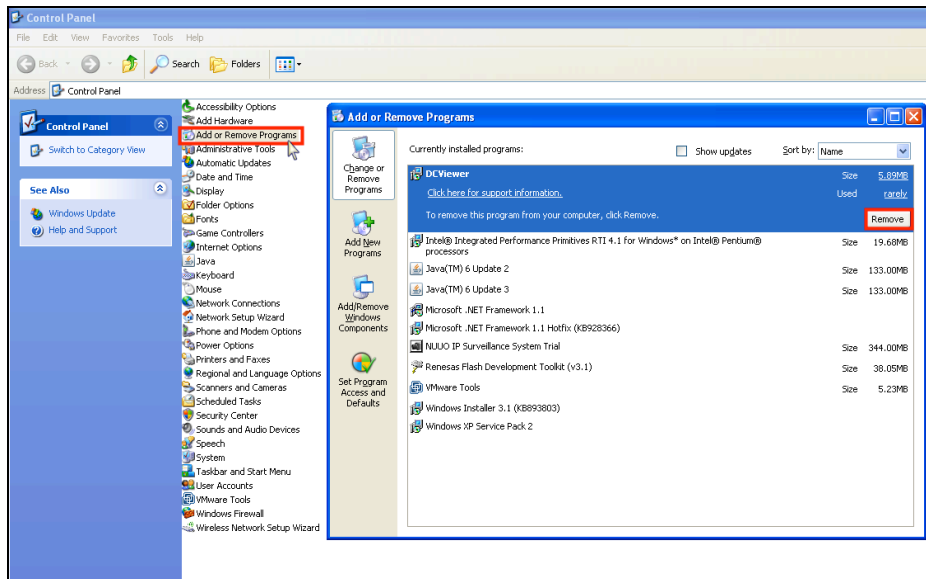 Control Panel
File Edit View Favorites Tools Help
Back Search Folders
Address Control Panel
Control Panel
Switch to Category View
See Also
Windows Update
Help and Support
Accessibility Options
Add Hardware
Add or Remove Programs
Administrative Tools
Automatic Updates
Date and Time
Display
Folder Options
Fonts
Game Controllers
Internet Options
Java
Keyboard
Mouse
Network Connections
Network Setup Wizard
Phone and Modem Options
Power Options
Printers and Faxes
Regional and Language Options
Scanners and Cameras
Scheduled Tasks
Security Center
Sounds and Audio Devices
Speech
System
Taskbar and Start Menu
User Accounts
VMware Tools
Windows Firewall
Wireless Network Setup Wizard
Add or Remove Programs
Change or
Remove
Programs
Add New
Programs
Add/Remove
Windows
Components
Set Program
Access and
Defaults
Currently installed programs: Show updates Sort by: Name
DCViewer Size 5.89MB
Click here for support information. Used rarely
To remove this program from your computer, click Remove. Remove
Intel® Integrated Performance Primitives RTI 4.1 for Windows* on Intel® Pentium® Size 19.68MB
processors
Java(TM) 6 Update 2 Size 133.00MB
Java(TM) 6 Update 3 Size 133.00MB
Microsoft .NET Framework 1.1
Microsoft .NET Framework 1.1 Hotfix (KB928366)
NUUO IP Surveillance System Trial Size 344.00MB
Renesas Flash Development Toolkit (v3.1) Size 38.05MB
VMware Tools Size 5.23MB
Windows Installer 3.1 (KB893803)
Windows XP Service Pack 2